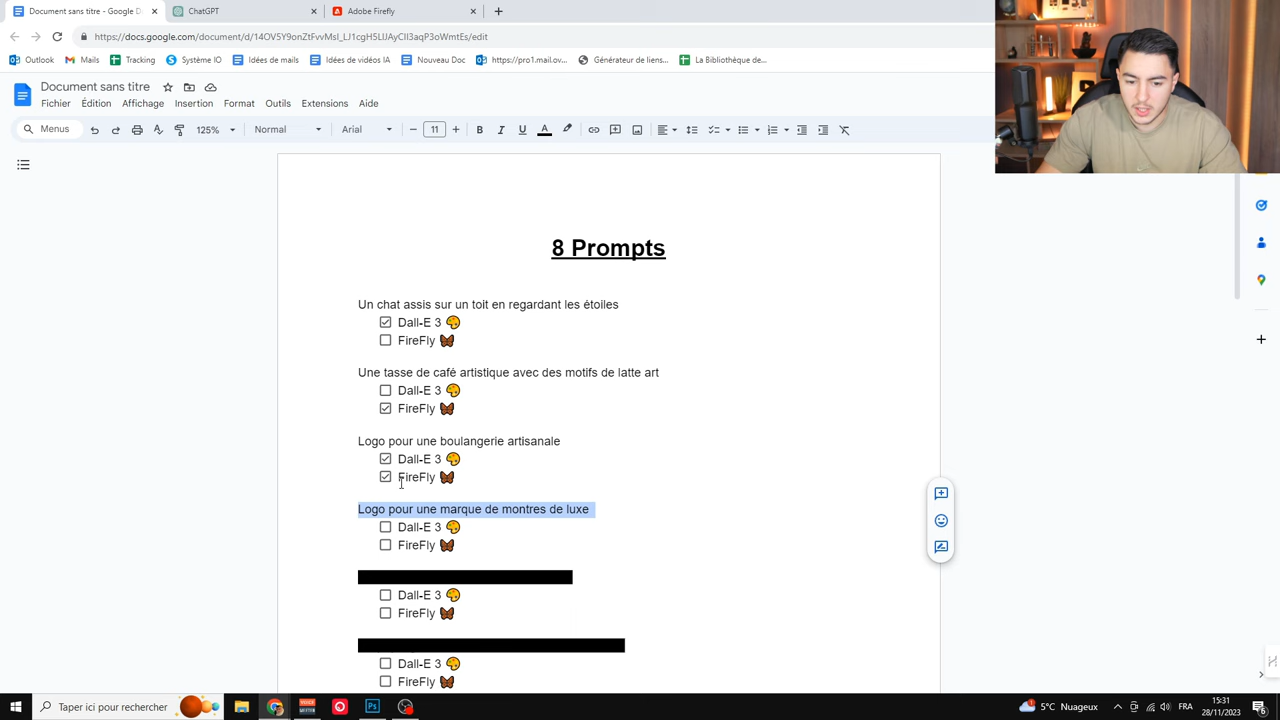 Document sans titre - Google D
ChatGPT
Adobe Firefly
https://docs.google.com/document/d/14OV5Y9onZtFvvMsI_LJ1cgH5L9AyCII3aqP3oWmtEs/edit
Outlook
Mails
Tracking
Système IO
Idées de mails
Idées de vidéos IA
Nouveau Doc
https://pro1.mail.ov...
Générateur de liens...
La Bibliothèque de...
Document sans titre
Fichier Édition Affichage Insertion Format Outils Extensions Aide
Menus 125% Normal Arial 11 B I U A
8 Prompts
Un chat assis sur un toit en regardant les étoiles
Dall-E 3
FireFly
Une tasse de café artistique avec des motifs de latte art
Dall-E 3
FireFly
Logo pour une boulangerie artisanale
Dall-E 3
FireFly
Logo pour une marque de montres de luxe
Dall-E 3
FireFly
Dall-E 3
FireFly
Dall-E 3
FireFly
Taper ici pour rechercher
Ps
5°C Nuageux
FRA
15:31
28/11/2023
6